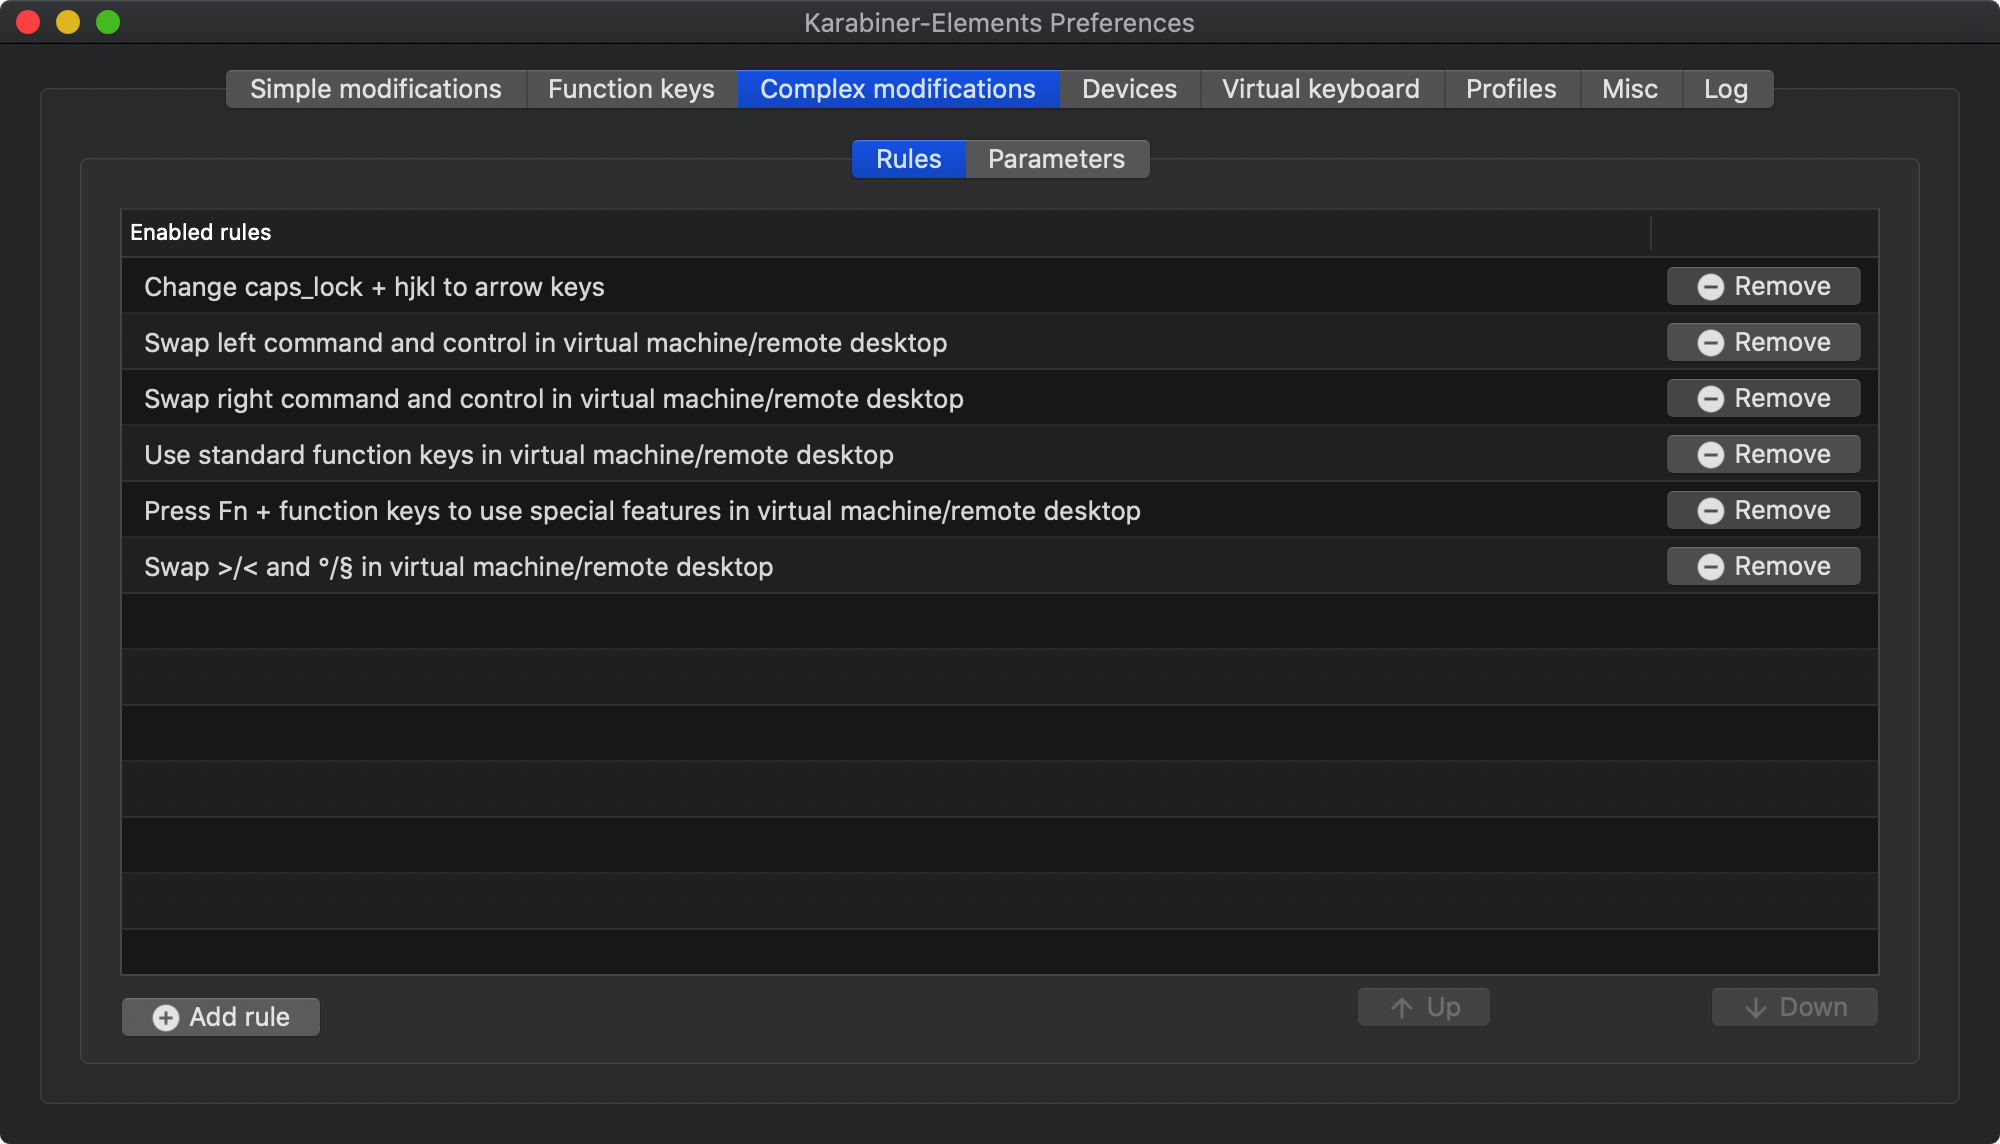 Karabiner-Elements Preferences
Simple modifications Function keys Complex modifications Devices Virtual keyboard Profiles Misc Log
Rules Parameters
Enabled rules
Change caps_lock + hjkl to arrow keys Remove
Swap left command and control in virtual machine/remote desktop Remove
Swap right command and control in virtual machine/remote desktop Remove
Use standard function keys in virtual machine/remote desktop Remove
Press Fn + function keys to use special features in virtual machine/remote desktop Remove
Swap >/< and °/§ in virtual machine/remote desktop Remove
Add rule Up Down